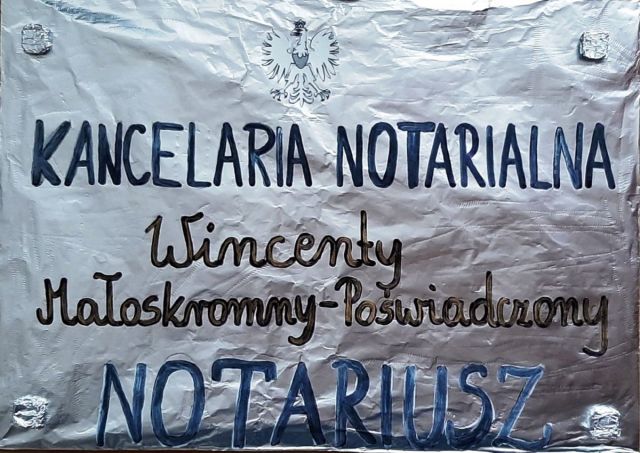 KANCELARIA NOTARIALNA
Wincenty
Małoskromny-Poświadczony
NOTARIUSZ